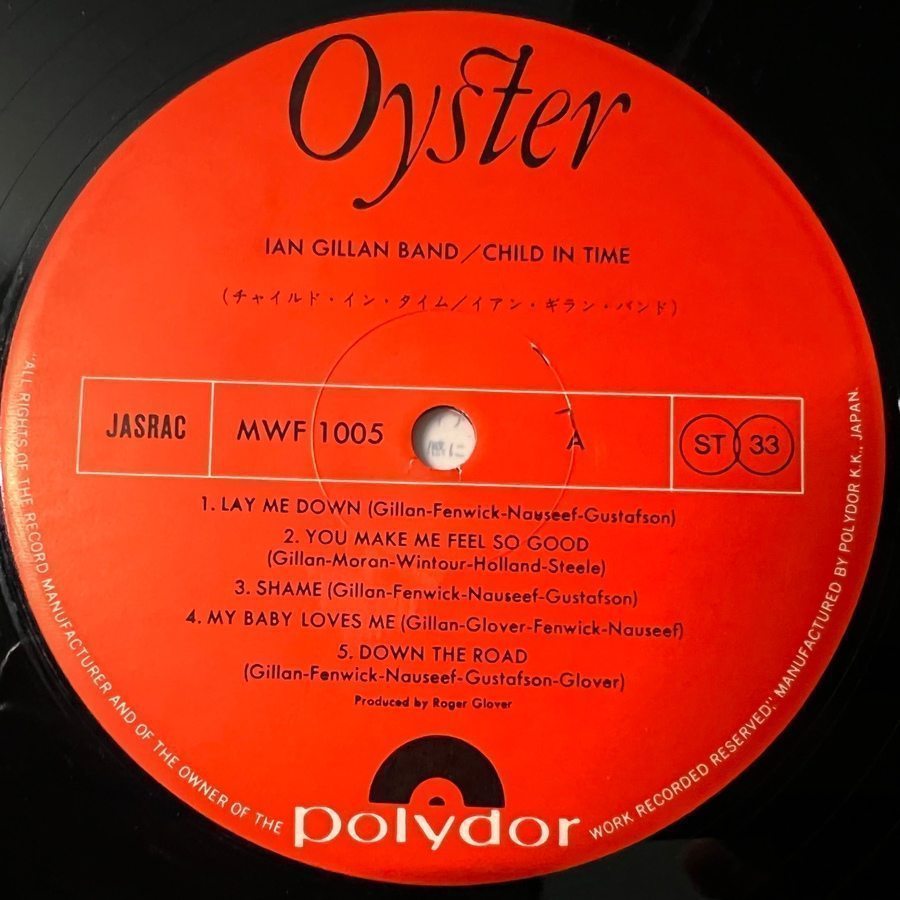 Oyster
IAN GILLAN BAND／CHILD IN TIME
(チャイルド・イン・タイム／イアン・ギラン・バンド)
JASRAC
MWF 1005
A
ST 33
1. LAY ME DOWN (Gillan-Fenwick-Nauseef-Gustafson)
2. YOU MAKE ME FEEL SO GOOD
(Gillan-Moran-Wintour-Holland-Steele)
3. SHAME (Gillan-Fenwick-Nauseef-Gustafson)
4. MY BABY LOVES ME (Gillan-Glover-Fenwick-Nauseef)
5. DOWN THE ROAD
(Gillan-Fenwick-Nauseef-Gustafson-Glover)
Produced by Roger Glover
polydor
"ALL RIGHTS OF THE RECORD MANUFACTURER AND OF THE OWNER OF THE WORK RECORDED RESERVED," MANUFACTURED BY POLYDOR K.K., JAPAN.